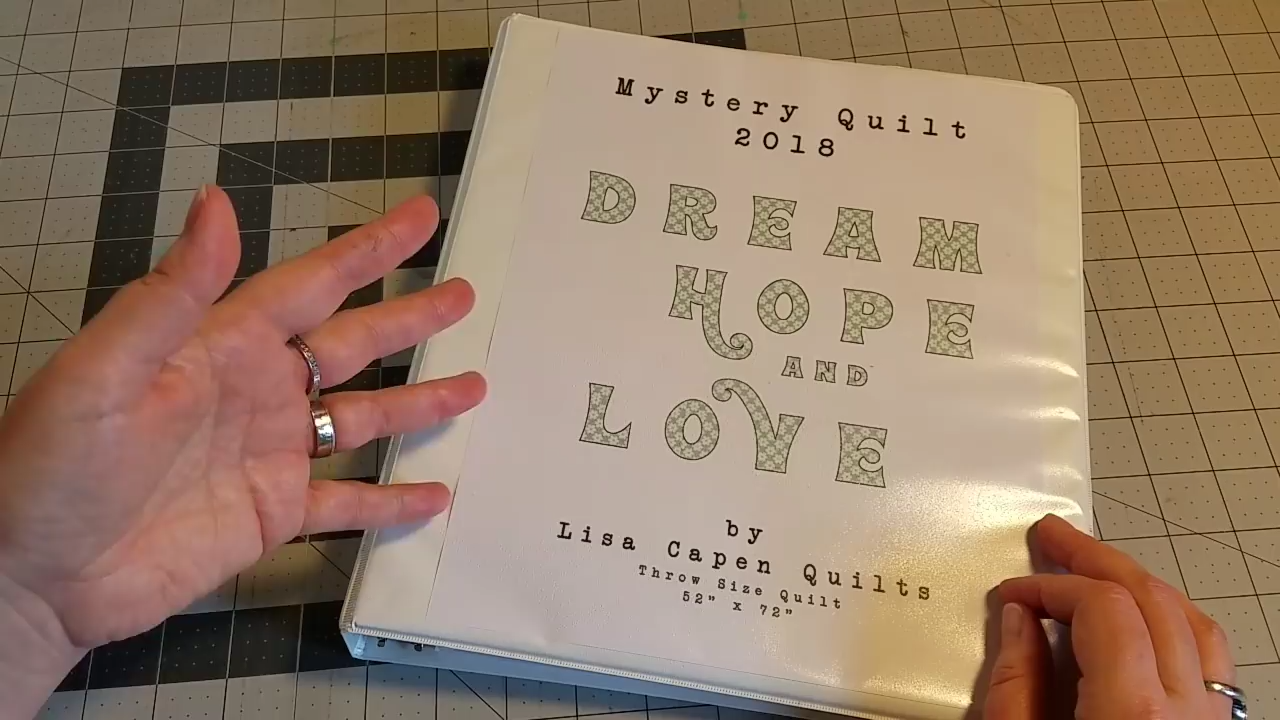 Mystery Quilt
2018
DREAM
HOPE
AND
LOVE
by
Lisa Capen Quilts
Throw Size Quilt
52" x 72"